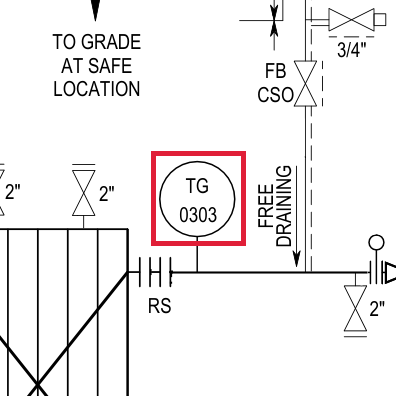 TO GRADE
AT SAFE
LOCATION
3/4"
FB
CSO
2"
2"
TG
0303
FREE
DRAINING
RS
2"